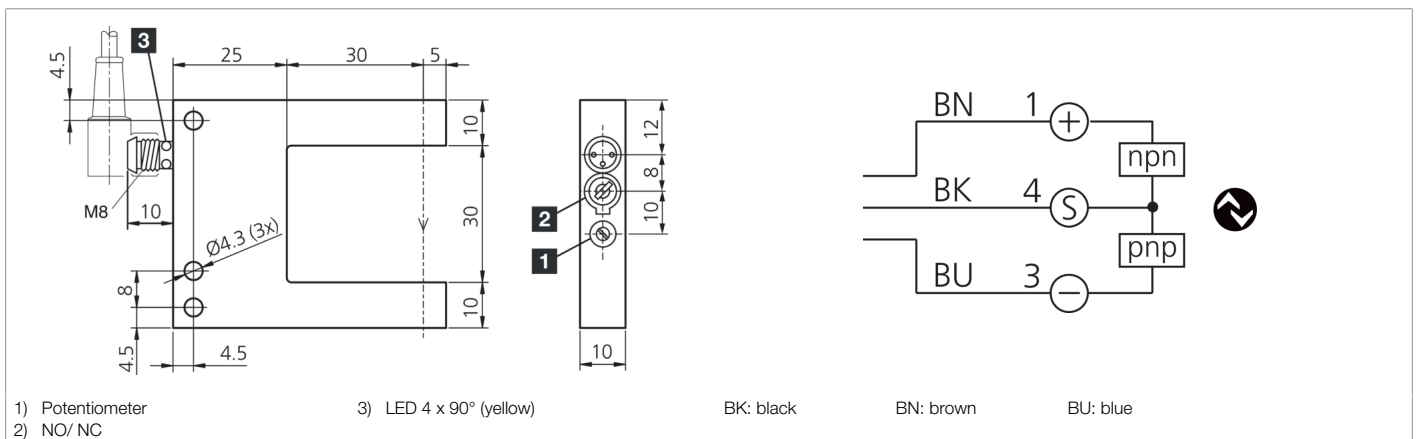 3
4.5
25
30
5
10
30
10
M8
10
Ø4.3 (3x)
8
4.5
4.5
12
8
10
2
1
10
BN 1 +
npn
BK 4 S
pnp
BU 3 −
1) Potentiometer 3) LED 4 x 90° (yellow) BK: black BN: brown BU: blue
2) NO/ NC